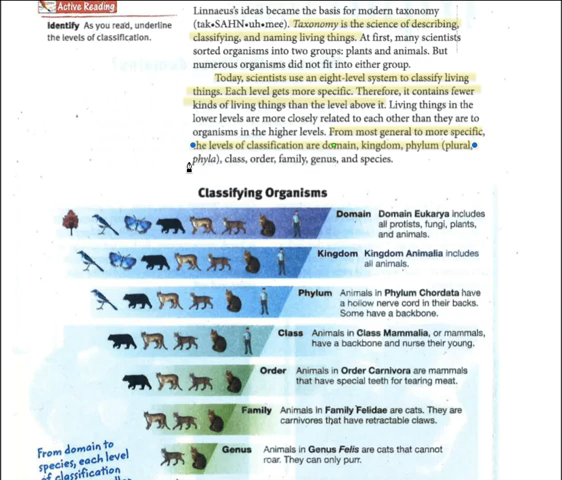 Active Reading
Identify As you read, underline
the levels of classification.
Linnaeus's ideas became the basis for modern taxonomy
(tak•SAHN•uh•mee). Taxonomy is the science of describing,
classifying, and naming living things. At first, many scientists
sorted organisms into two groups: plants and animals. But
numerous organisms did not fit into either group.
Today, scientists use an eight-level system to classify living
things. Each level gets more specific. Therefore, it contains fewer
kinds of living things than the level above it. Living things in the
lower levels are more closely related to each other than they are to
organisms in the higher levels. From most general to more specific,
he levels of classification are domain, kingdom, phylum (plural,
phyla), class, order, family, genus, and species.
Classifying Organisms
Domain Domain Eukarya includes
all protists, fungi, plants,
and animals.
Kingdom Kingdom Animalia includes
all animals.
Phylum Animals in Phylum Chordata have
a hollow nerve cord in their backs.
Some have a backbone.
Class Animals in Class Mammalia, or mammals,
have a backbone and nurse their young.
Order Animals in Order Carnivora are mammals
that have special teeth for tearing meat.
Family Animals in Family Felidae are cats. They are
carnivores that have retractable claws.
Genus Animals in Genus Felis are cats that cannot
roar. They can only purr.
From domain to
species, each level
of classification